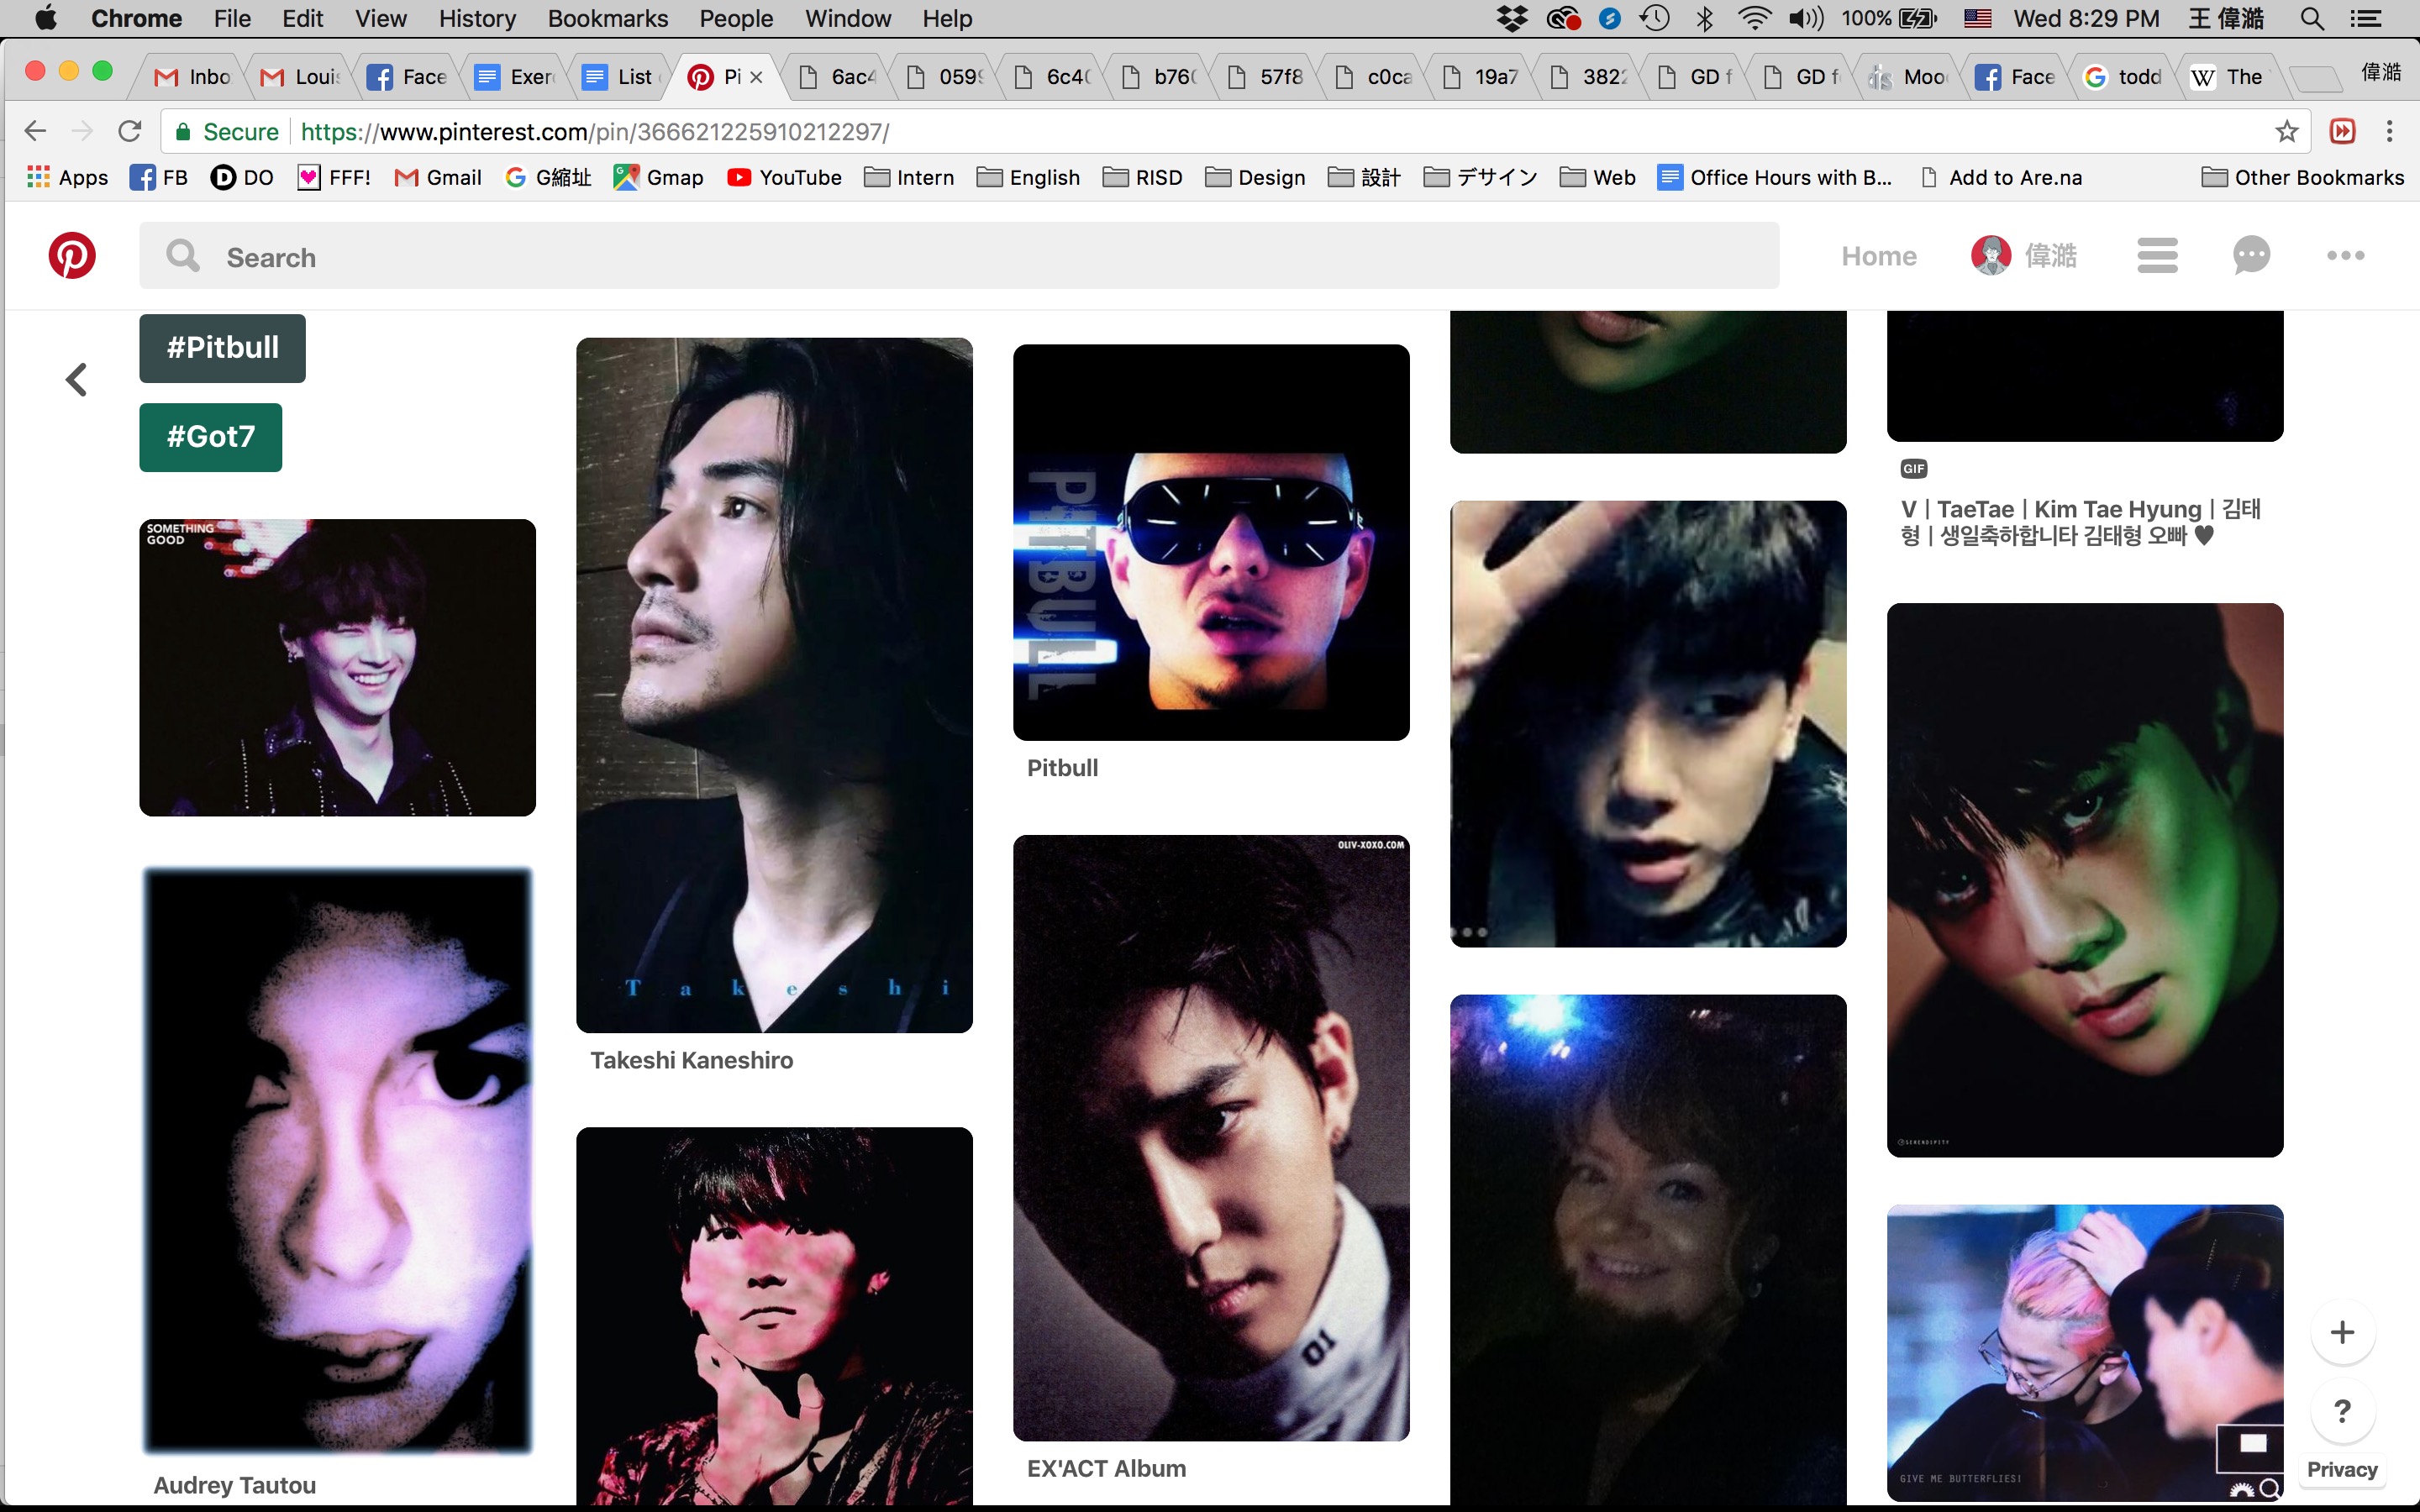 Chrome File Edit View History Bookmarks People Window Help 100% Wed 8:29 PM 王 偉澔
Inbo Louis Face Exerc List Pi 6ac4 059 6c40 b760 57f8 c0ca 19a7 3822 GD f GD f Moo Face todd The 偉澔
Secure https://www.pinterest.com/pin/366621225910212297/
Apps FB DO FFF! Gmail G縮址 Gmap YouTube Intern English RISD Design 設計 デサイン Web Office Hours with B... Add to Are.na Other Bookmarks
Search Home 偉澔
#Pitbull
#Got7
SOMETHING
GOOD
Audrey Tautou
Takeshi
Takeshi Kaneshiro
PITBULL
Pitbull
OLIV-XOXO.COM
01
EX'ACT Album
GIF
V | TaeTae | Kim Tae Hyung | 김태
형 | 생일축하합니타 김태형 오빠 ♥
SERENDIPITY
GIVE ME BUTTERFLIES!
+
?
Privacy